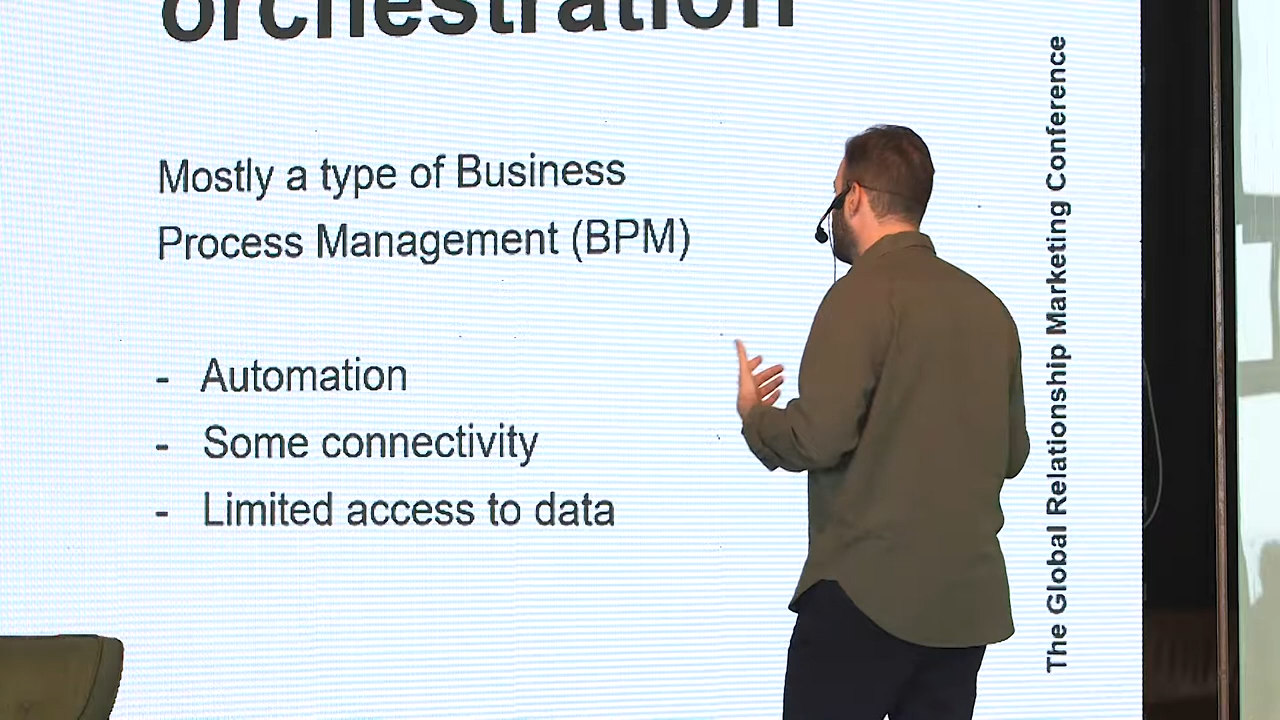 orchestration
Mostly a type of Business
Process Management (BPM)
- Automation
- Some connectivity
- Limited access to data
The Global Relationship Marketing Conference